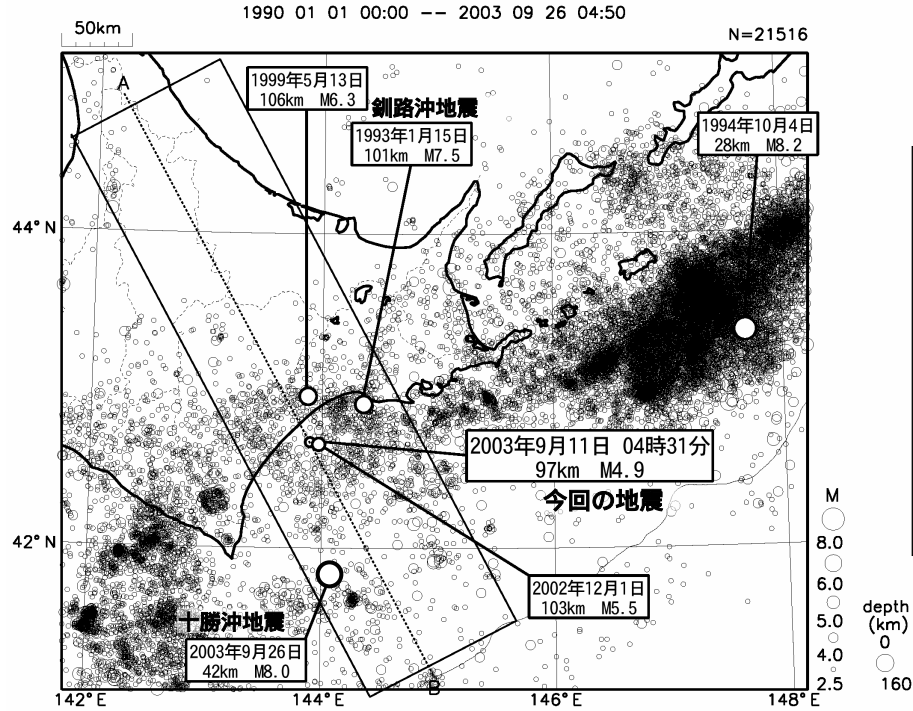 1990 01 01 00:00 -- 2003 09 26 04:50
50km
N=21516
A
1999年5月13日
106km M6.3
釧路沖地震
1993年1月15日
101km M7.5
1994年10月4日
28km M8.2
44°N
2003年9月11日 04時31分
97km M4.9
今回の地震
M
42°N
8.0
2002年12月1日
103km M5.5
6.0
depth
(km)
5.0
十勝沖地震
0
2003年9月26日
42km M8.0
4.0
2.5
160
B
142°E
144°E
146°E
148°E